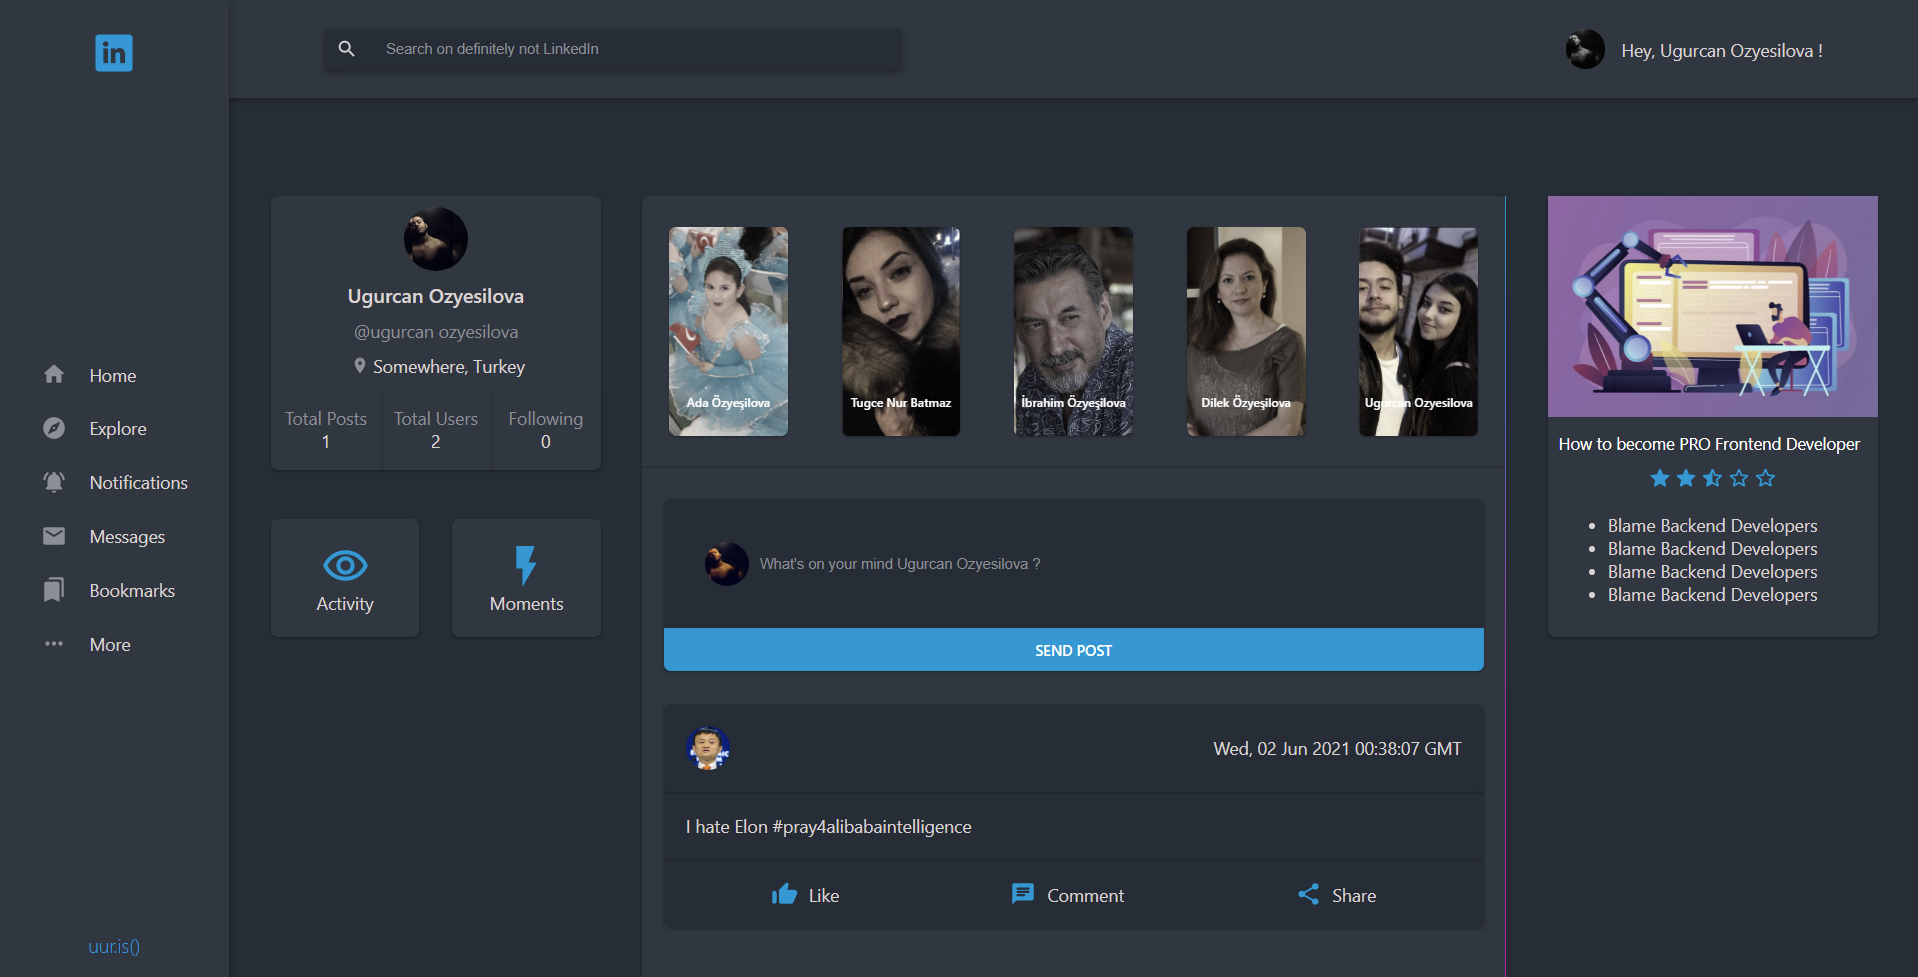 in
Search on definitely not LinkedIn
Hey, Ugurcan Ozyesilova !
Home
Explore
Notifications
Messages
Bookmarks
More
uur.is()
Ugurcan Ozyesilova
@ugurcan ozyesilova
Somewhere, Turkey
Total Posts
1
Total Users
2
Following
0
Activity
Moments
Ada Özyeşilova
Tugce Nur Batmaz
İbrahim Özyeşilova
Dilek Özyeşilova
Ugurcan Ozyesilova
What's on your mind Ugurcan Ozyesilova ?
SEND POST
Wed, 02 Jun 2021 00:38:07 GMT
I hate Elon #pray4alibabaintelligence
Like
Comment
Share
How to become PRO Frontend Developer
Blame Backend Developers
Blame Backend Developers
Blame Backend Developers
Blame Backend Developers